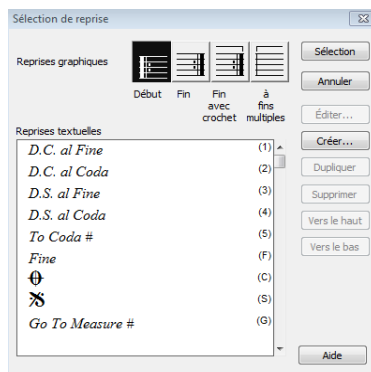 Sélection de reprise
Reprises graphiques
Début
Fin
Fin avec crochet
à fins multiples
Sélection
Annuler
Éditer...
Créer...
Dupliquer
Supprimer
Vers le haut
Vers le bas
Reprises textuelles
D.C. al Fine (1)
D.C. al Coda (2)
D.S. al Fine (3)
D.S. al Coda (4)
To Coda # (5)
Fine (F)
(C)
(S)
Go To Measure # (G)
Aide